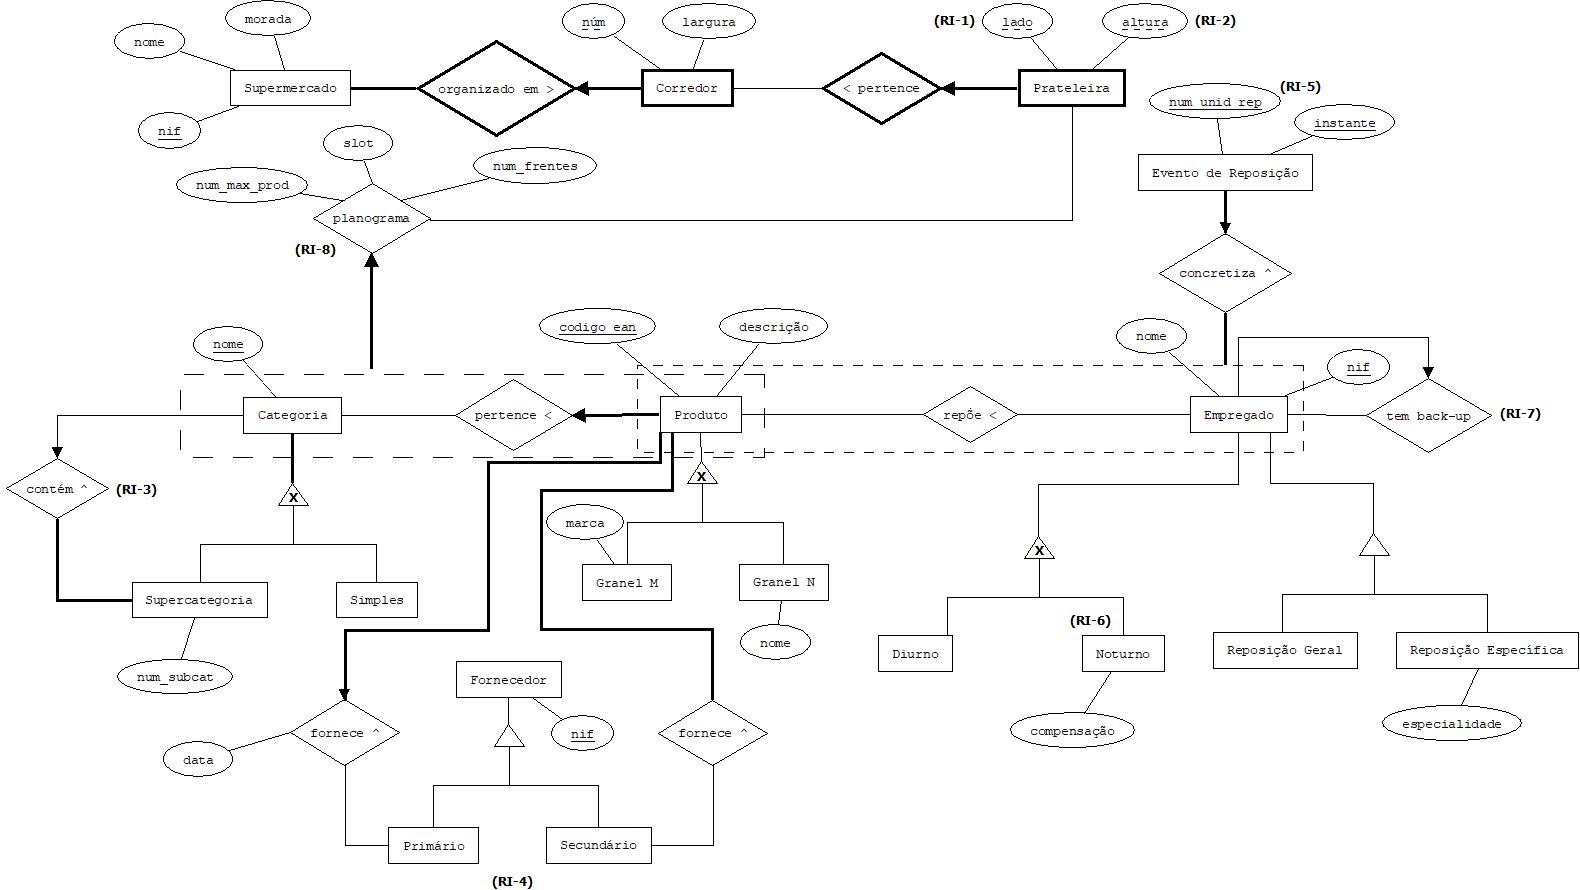 morada
núm
largura
(RI-1)
lado
altura
(RI-2)
nome
Supermercado
organizado em >
Corredor
< pertence
Prateleira
(RI-5)
num unid rep
nif
instante
slot
num_frentes
num_max_prod
Evento de Reposição
planograma
(RI-8)
concretiza ^
codigo ean
descrição
nome
nome
nif
Categoria
pertence <
Produto
repõe <
Empregado
tem back-up
(RI-7)
contém ^
(RI-3)
X
X
marca
X
Granel M
Granel N
Supercategoria
Simples
(RI-6)
nome
Diurno
Noturno
Reposição Geral
Reposição Específica
num_subcat
Fornecedor
compensação
especialidade
fornece ^
nif
fornece ^
data
Primário
Secundário
(RI-4)